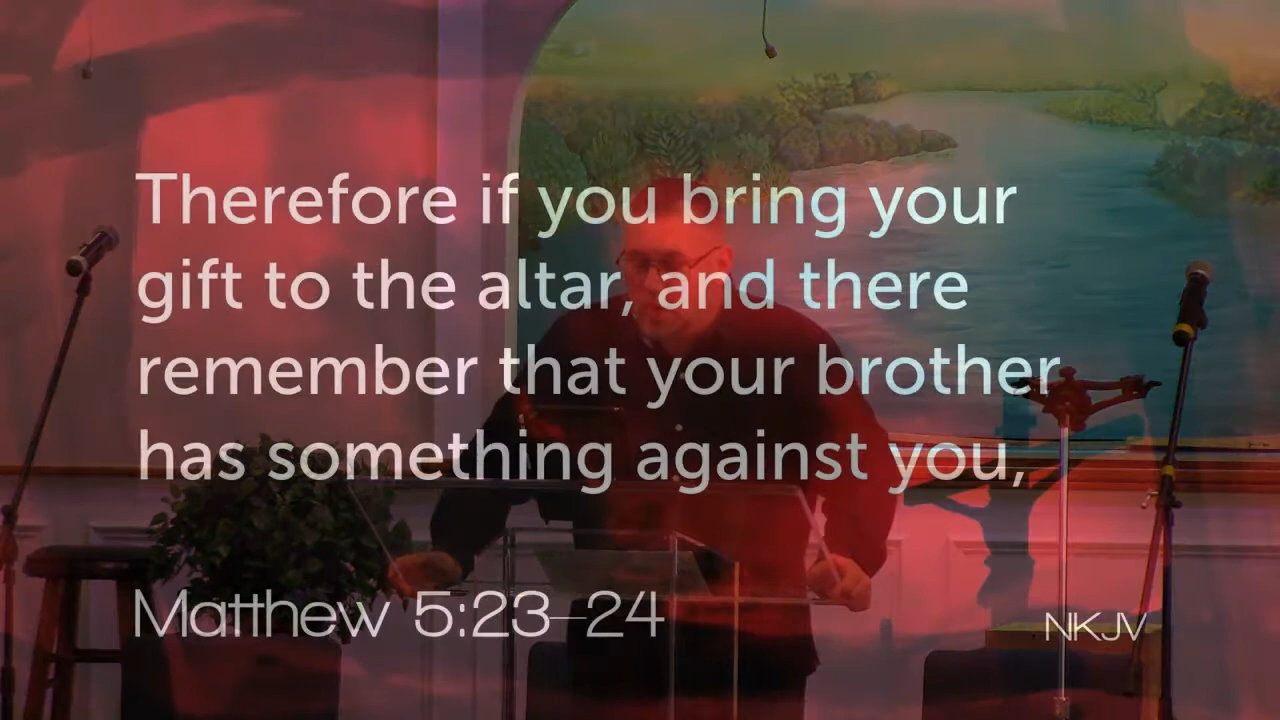 Therefore if you bring your
gift to the altar, and there
remember that your brother
has something against you,
Matthew 5:23–24 NKJV